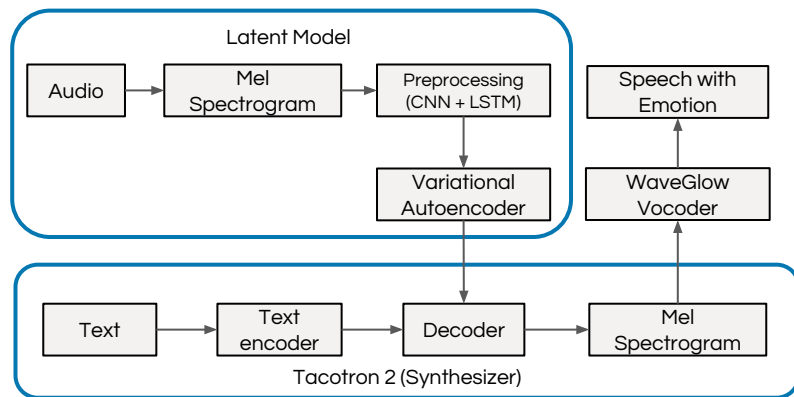 Latent Model
Audio
Mel
Spectrogram
Preprocessing
(CNN + LSTM)
Speech with
Emotion
Variational
Autoencoder
WaveGlow
Vocoder
Text
Text
encoder
Decoder
Mel
Spectrogram
Tacotron 2 (Synthesizer)